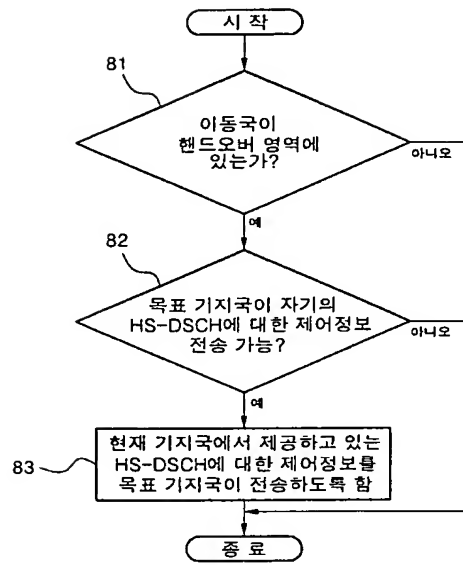 시 작
81
이동국이
핸드오버 영역에
있는가?
아니오
예
82
목표 기지국이 자기의
HS-DSCH에 대한 제어정보
전송 가능?
아니오
예
83
현재 기지국에서 제공하고 있는
HS-DSCH에 대한 제어정보를
목표 기지국이 전송하도록 함
종 료